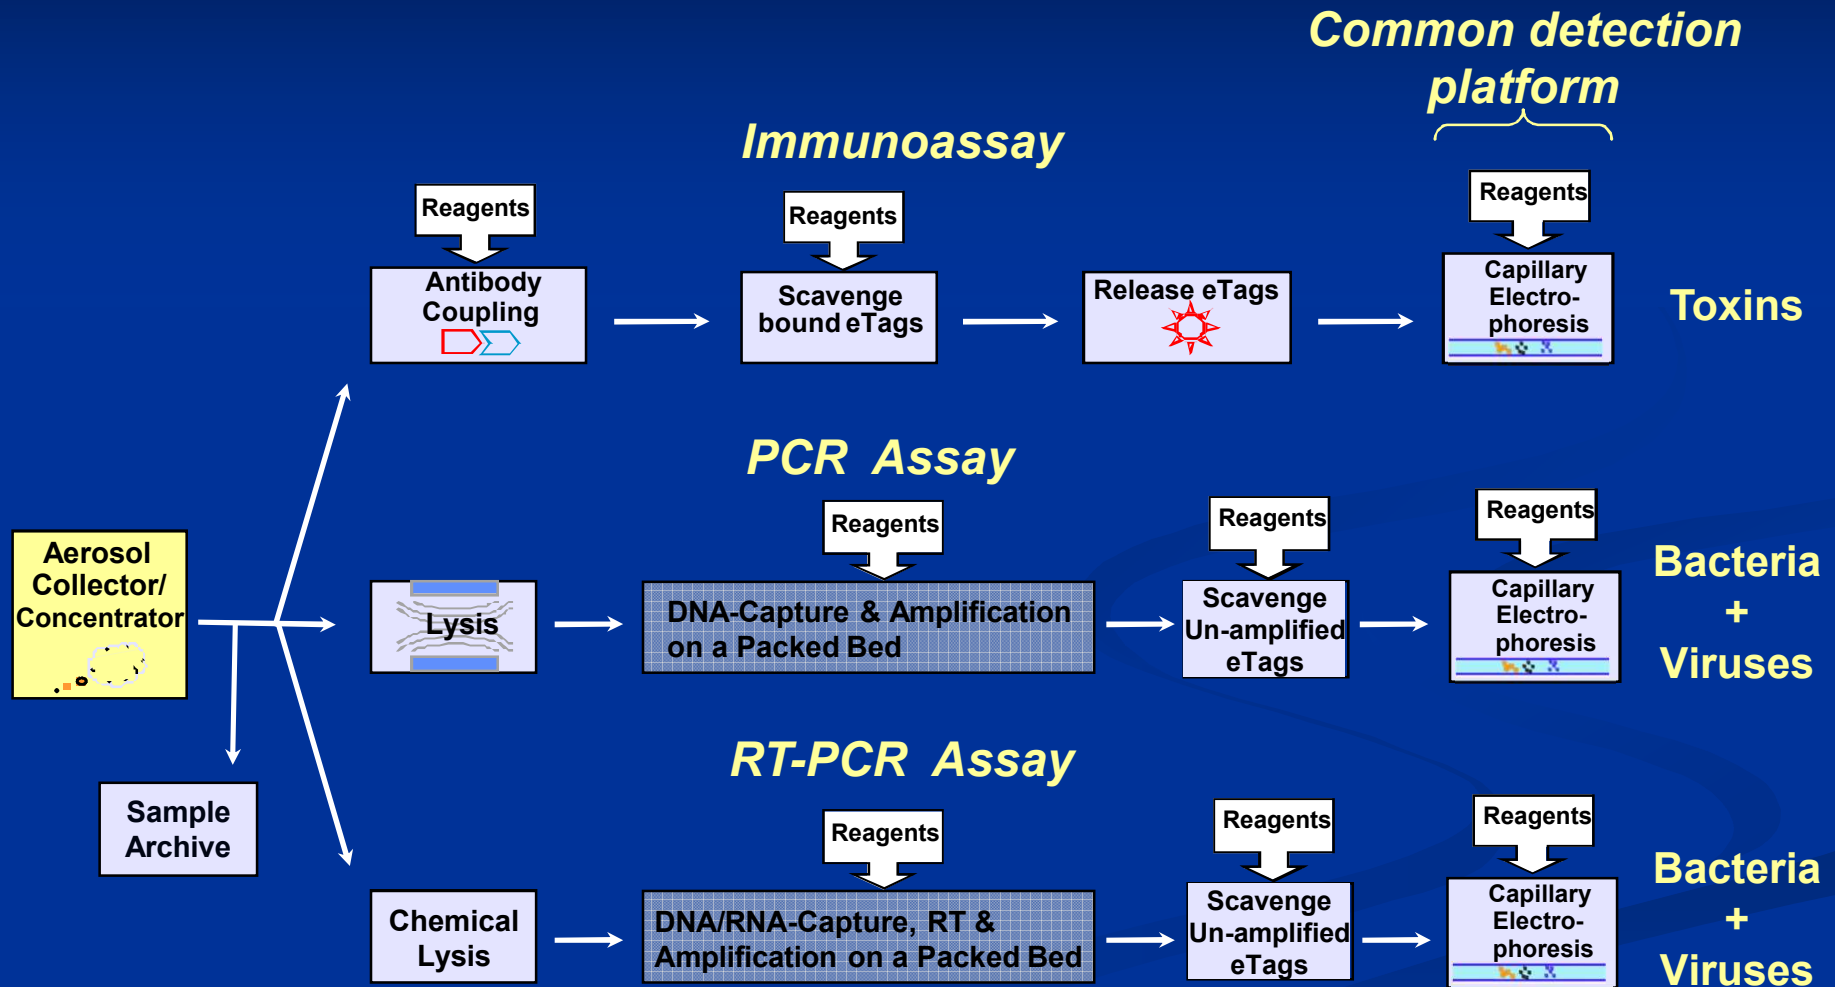 Common detection
platform
Immunoassay
Reagents
Reagents
Reagents
Antibody
Coupling
Scavenge
bound eTags
Release eTags
Capillary
Electro-
phoresis
Toxins
PCR Assay
Reagents
Reagents
Reagents
Aerosol
Collector/
Concentrator
Lysis
DNA-Capture & Amplification
on a Packed Bed
Scavenge
Un-amplified
eTags
Capillary
Electro-
phoresis
Bacteria
+
Viruses
Sample
Archive
RT-PCR Assay
Reagents
Reagents
Reagents
Chemical
Lysis
DNA/RNA-Capture, RT &
Amplification on a Packed Bed
Scavenge
Un-amplified
eTags
Capillary
Electro-
phoresis
Bacteria
+
Viruses